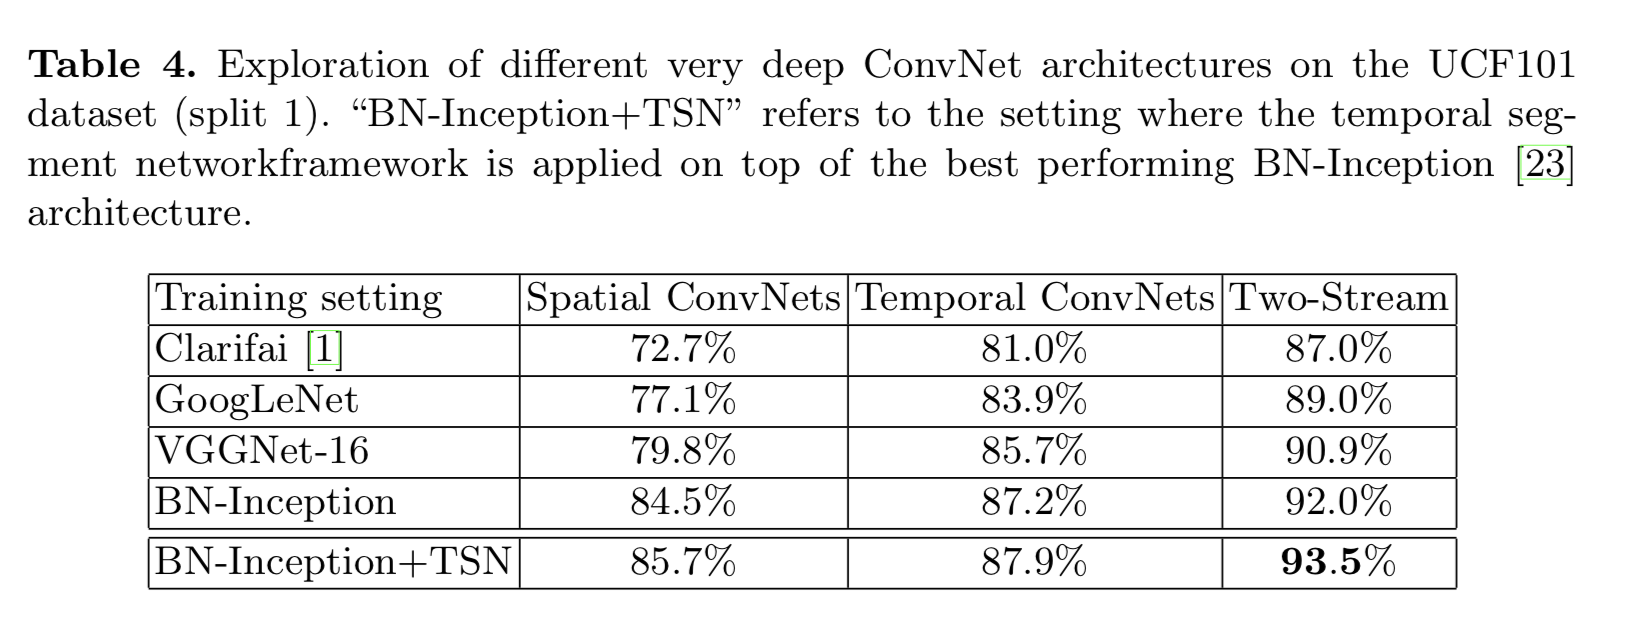 Table 4. Exploration of different very deep ConvNet architectures on the UCF101
dataset (split 1). “BN-Inception+TSN” refers to the setting where the temporal seg-
ment networkframework is applied on top of the best performing BN-Inception [23]
architecture.
Training setting Spatial ConvNets Temporal ConvNets Two-Stream
Clarifai [1] 72.7% 81.0% 87.0%
GoogLeNet 77.1% 83.9% 89.0%
VGGNet-16 79.8% 85.7% 90.9%
BN-Inception 84.5% 87.2% 92.0%
BN-Inception+TSN 85.7% 87.9% 93.5%